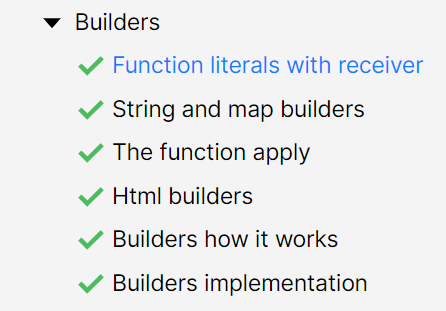 Builders
Function literals with receiver
String and map builders
The function apply
Html builders
Builders how it works
Builders implementation